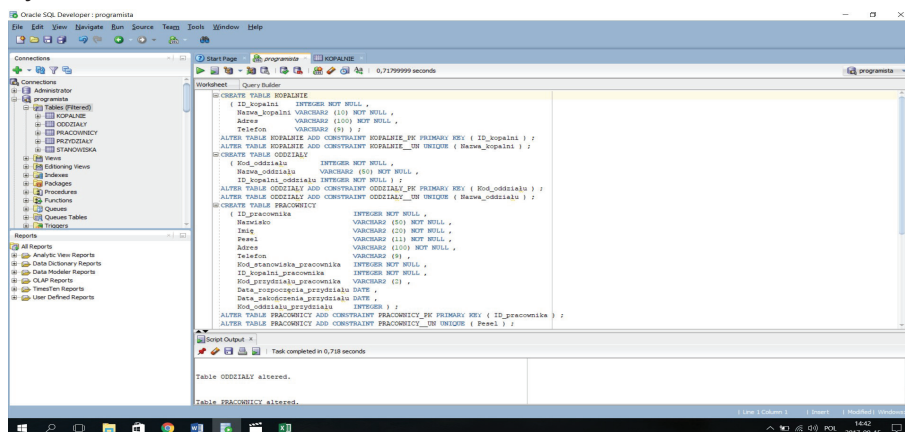 Oracle SQL Developer : programista
File Edit View Navigate Run Source Team Tools Window Help
Connections
Connections
Administrator
programista
Tables (Filtered)
KOPALNIE
ODDZIAŁY
PRACOWNICY
PRZYDZIAŁY
STANOWISKA
Views
Editioning Views
Indexes
Packages
Procedures
Functions
Queues
Queues Tables
Triggers
Reports
All Reports
Analytic View Reports
Data Dictionary Reports
Data Modeler Reports
OLAP Reports
TimesTen Reports
User Defined Reports
Start Page programista KOPALNIE
0,71799999 seconds programista
Worksheet Query Builder
CREATE TABLE KOPALNIE
( ID_kopalni INTEGER NOT NULL ,
Nazwa_kopalni VARCHAR2 (10) NOT NULL ,
Adres VARCHAR2 (100) NOT NULL ,
Telefon VARCHAR2 (9) ) ;
ALTER TABLE KOPALNIE ADD CONSTRAINT KOPALNIE_PK PRIMARY KEY ( ID_kopalni ) ;
ALTER TABLE KOPALNIE ADD CONSTRAINT KOPALNIE__UN UNIQUE ( Nazwa_kopalni ) ;
CREATE TABLE ODDZIAŁY
( Kod_oddziału INTEGER NOT NULL ,
Nazwa_oddziału VARCHAR2 (50) NOT NULL ,
ID_kopalni_oddziału INTEGER NOT NULL ) ;
ALTER TABLE ODDZIAŁY ADD CONSTRAINT ODDZIAŁY_PK PRIMARY KEY ( Kod_oddziału ) ;
ALTER TABLE ODDZIAŁY ADD CONSTRAINT ODDZIAŁY__UN UNIQUE ( Nazwa_oddziału ) ;
CREATE TABLE PRACOWNICY
( ID_pracownika INTEGER NOT NULL ,
Nazwisko VARCHAR2 (50) NOT NULL ,
Imię VARCHAR2 (20) NOT NULL ,
Pesel VARCHAR2 (11) NOT NULL ,
Adres VARCHAR2 (100) NOT NULL ,
Telefon VARCHAR2 (9) ,
Kod_stanowiska_pracownika INTEGER NOT NULL ,
ID_kopalni_pracownika INTEGER NOT NULL ,
Kod_przydziału_pracownika VARCHAR2 (2) ,
Data_rozpoczęcia_przydziału DATE ,
Data_zakończenia_przydziału DATE ,
Kod_oddziału_przydziału INTEGER ) ;
ALTER TABLE PRACOWNICY ADD CONSTRAINT PRACOWNICY_PK PRIMARY KEY ( ID_pracownika ) ;
ALTER TABLE PRACOWNICY ADD CONSTRAINT PRACOWNICY__UN UNIQUE ( Pesel ) ;
Script Output
Task completed in 0,718 seconds
Table ODDZIAŁY altered.
Table PRACOWNICY altered.
Line 1 Column 1 Insert Modified Windows
POL 14:42